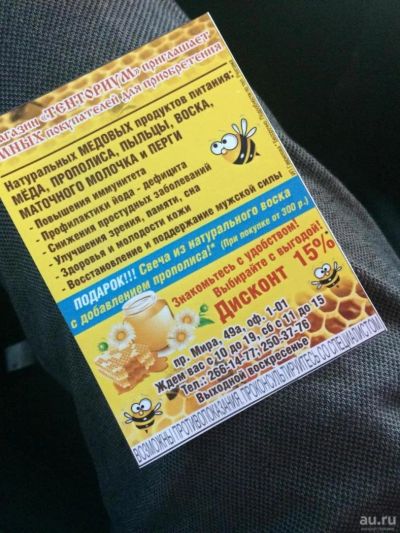 магазин «ТЕНТОРИУМ» приглашает
покупателей для приобретения
Натуральных МЕДОВЫХ продуктов питания:
МЁДА, ПРОПОЛИСА, ПЫЛЬЦЫ, ВОСКА,
МАТОЧНОГО МОЛОЧКА и ПЕРГИ
- Повышения иммунитета
- Профилактики йода - дефицита
- Снижения простудных заболеваний
- Улучшения зрения, памяти, сна
- Здоровья и молодости кожи
- Восстановление и поддержание мужской силы
ПОДАРОК!!! Свеча из натурального воска
с добавлением прополиса!* (При покупке от 300 р.)
Знакомьтесь с удовольствием!
Выбирайте с выгодой!
Дисконт 15%
пр. Мира, 49а, оф. 1-01
Ждем вас с 10 до 19, сб с 11 до 15
Тел.: 266-14-77; 250-37-76
Выходной воскресенье
ВОЗМОЖНЫ ПРОТИВОПОКАЗАНИЯ ПРОКОНСУЛЬТИРУЙТЕСЬ СО СПЕЦИАЛИСТОМ
au.ru